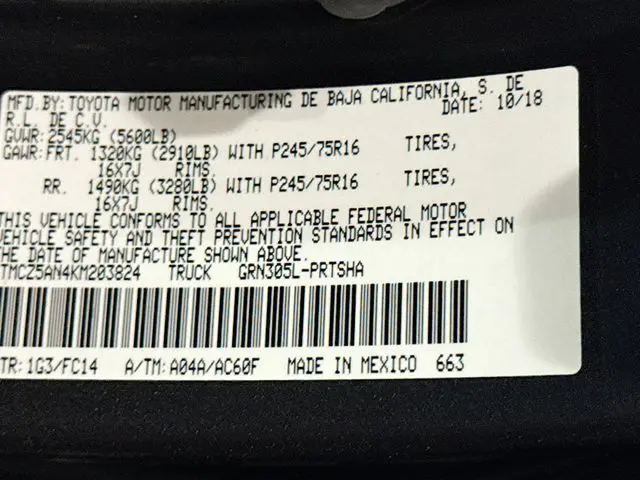 MFD.BY: TOYOTA MOTOR MANUFACTURING DE BAJA CALIFORNIA, S. DE
R.L. DE C.V. DATE: 10/18
GVWR: 2545KG (5600LB)
GAWR: FRT. 1320KG (2910LB) WITH P245/75R16 TIRES,
16X7J RIMS.
RR. 1490KG (3280LB) WITH P245/75R16 TIRES,
16X7J RIMS.
THIS VEHICLE CONFORMS TO ALL APPLICABLE FEDERAL MOTOR
VEHICLE SAFETY AND THEFT PREVENTION STANDARDS IN EFFECT ON
THE DATE OF MANUFACTURE SHOWN ABOVE.
TMCZ5AN4KM203824 TRUCK GRN305L-PRTSHA
TR: 1G3/FC14 A/TM: A04A/AC60F MADE IN MEXICO 663